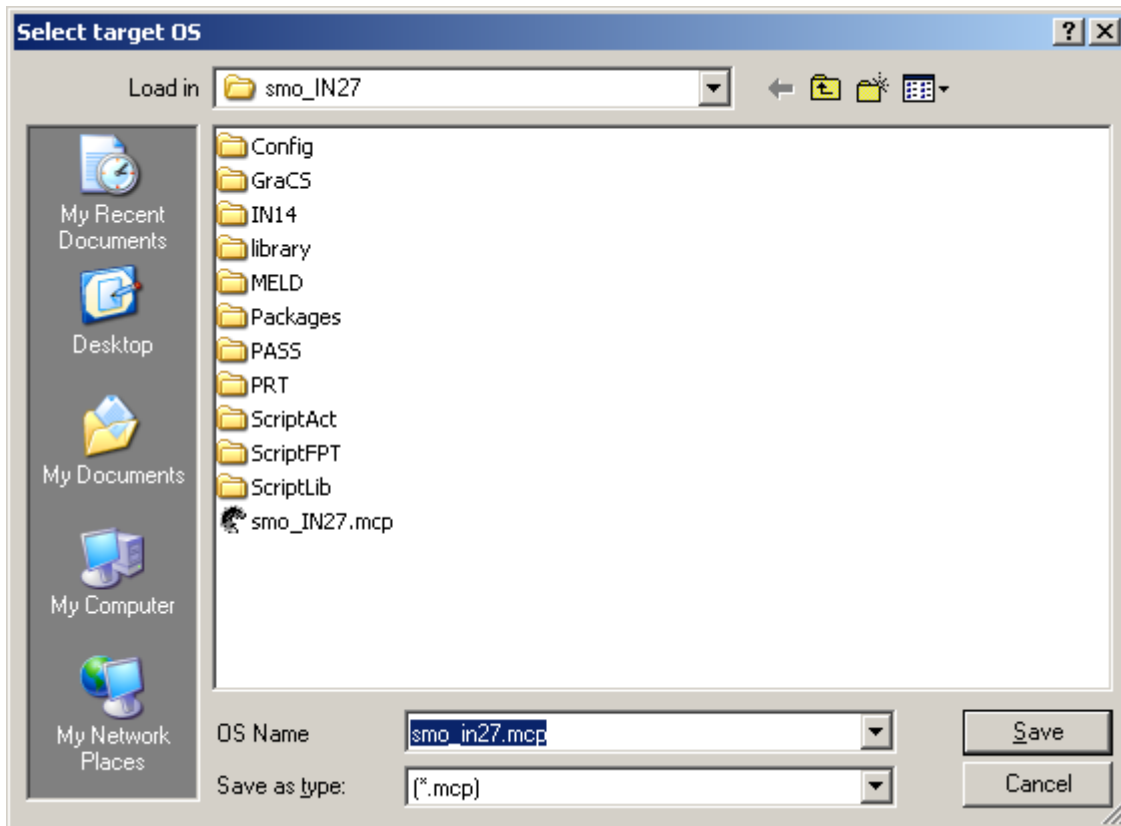 Select target OS
Load in
smo_IN27
My Recent
Documents
Desktop
My Documents
My Computer
My Network
Places
Config
GraCS
IN14
library
MELD
Packages
PASS
PRT
ScriptAct
ScriptFPT
ScriptLib
smo_IN27.mcp
OS Name
smo_in27.mcp
Save
Save as type:
(*.mcp)
Cancel